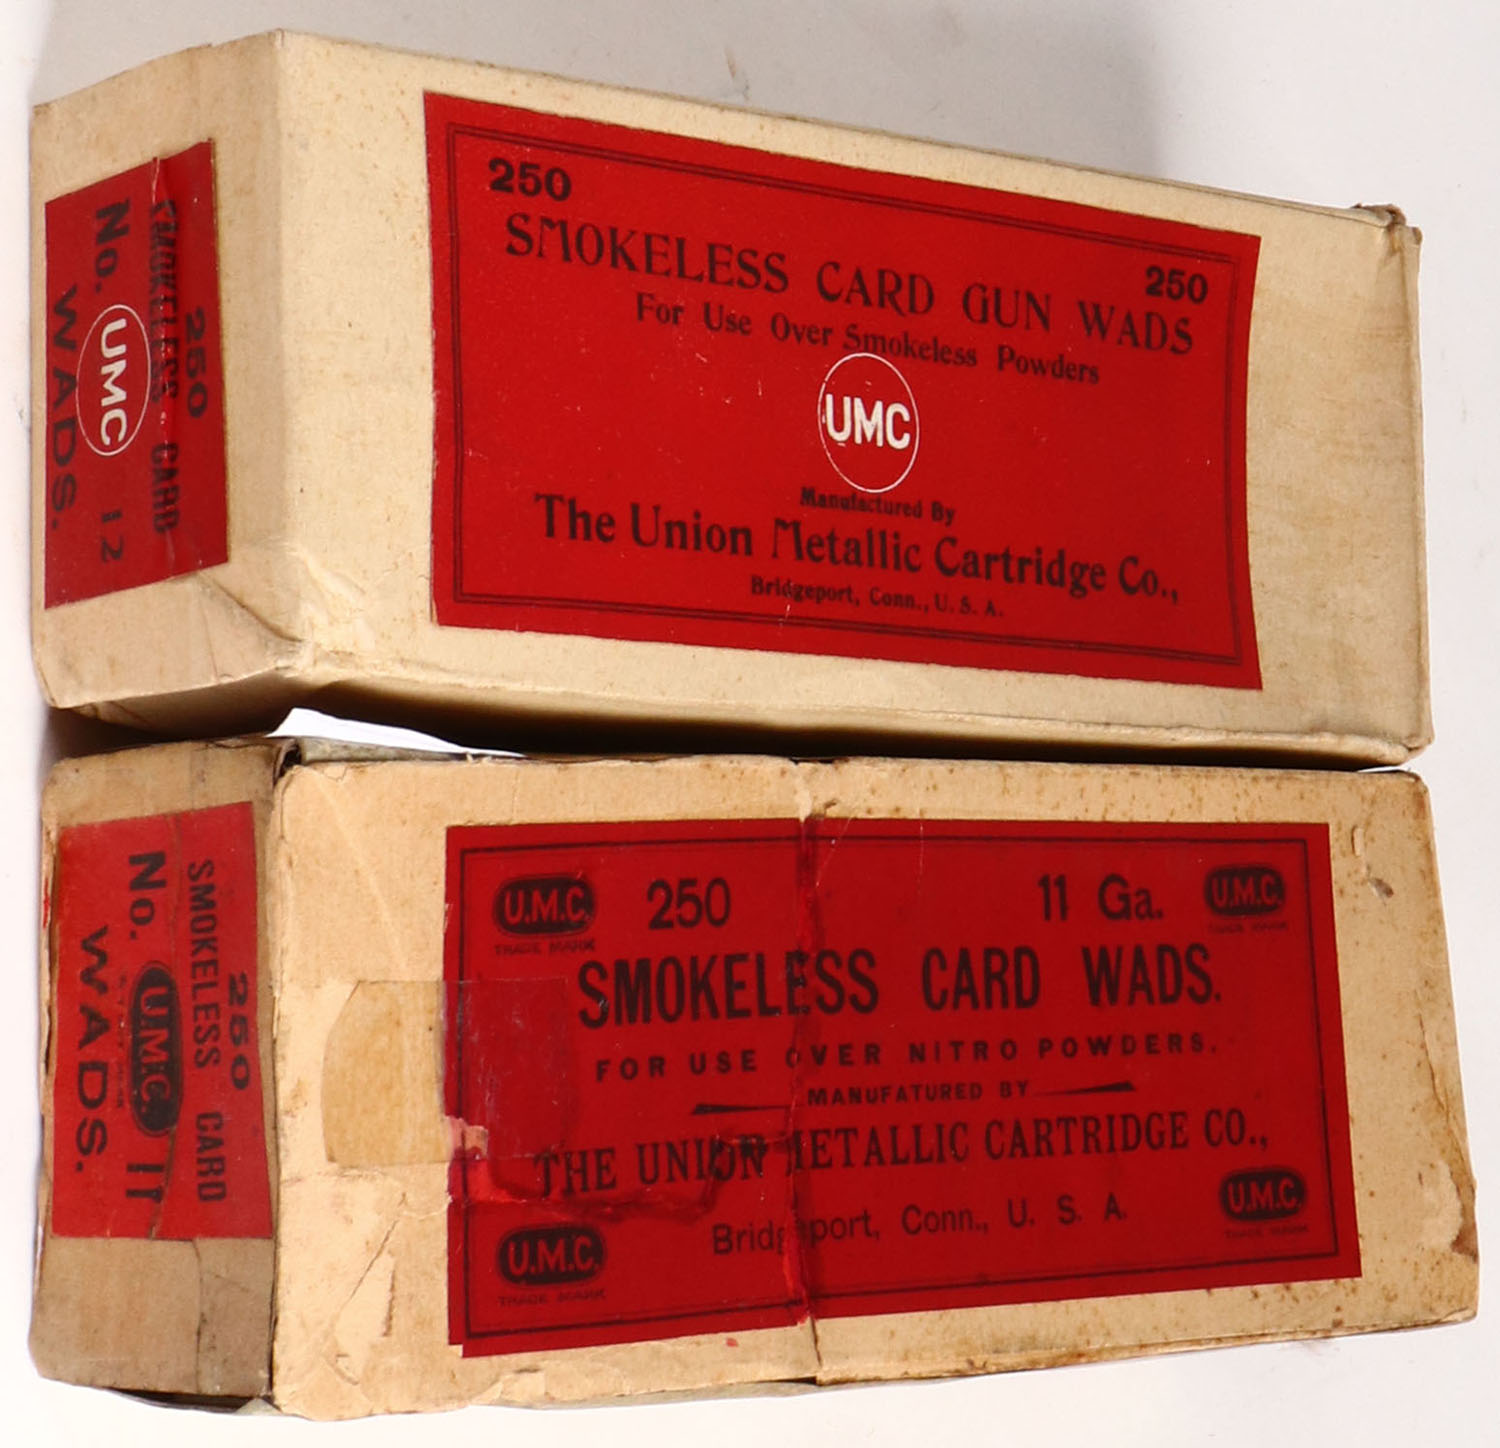 250
SMOKELESS CARD
No. UMC 12
WADS.
250
250
SMOKELESS CARD GUN WADS
For Use Over Smokeless Powders
UMC
Manufactured By
The Union Metallic Cartridge Co.,
Bridgeport, Conn., U. S. A.
250
SMOKELESS CARD
No. U.M.C. 11
WADS.
U.M.C. 250 11 Ga. U.M.C.
TRADE MARK TRADE MARK
SMOKELESS CARD WADS.
FOR USE OVER NITRO POWDERS.
MANUFATURED BY
THE UNION METALLIC CARTRIDGE CO.,
Bridgeport, Conn., U. S. A.
U.M.C. U.M.C.
TRADE MARK TRADE MARK